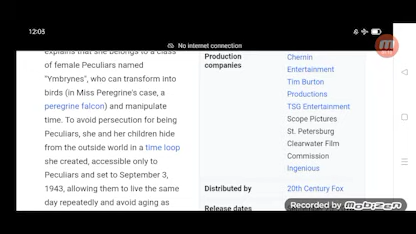 12:03
No internet connection
explains that she belongs to a class
of female Peculiars named
"Ymbrynes", who can transform into
birds (in Miss Peregrine's case, a
peregrine falcon) and manipulate
time. To avoid persecution for being
Peculiars, she and her children hide
from the outside world in a time loop
she created, accessible only to
Peculiars and set to September 3,
1943, allowing them to live the same
day repeatedly and avoid aging as
Production
companies
Chernin
Entertainment
Tim Burton
Productions
TSG Entertainment
Scope Pictures
St. Petersburg
Clearwater Film
Commission
Ingenious
Distributed by
20th Century Fox
Release dates
Recorded by
mobizen